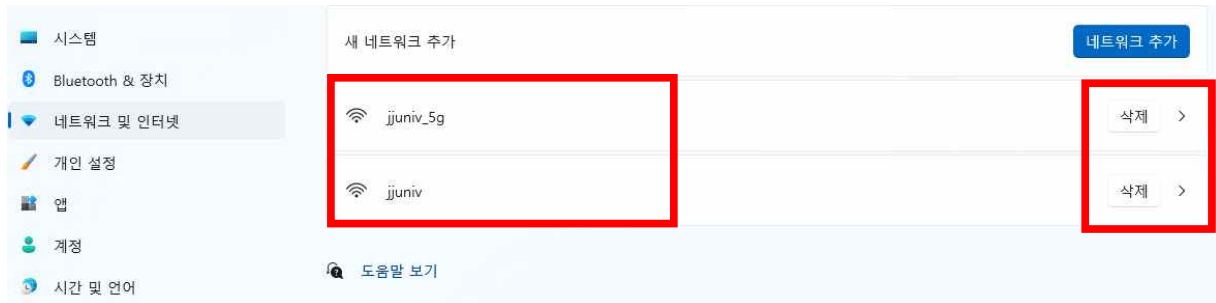 시스템
Bluetooth & 장치
네트워크 및 인터넷
개인 설정
앱
계정
시간 및 언어
새 네트워크 추가
네트워크 추가
jjuniv_5g
삭제
jjuniv
삭제
도움말 보기